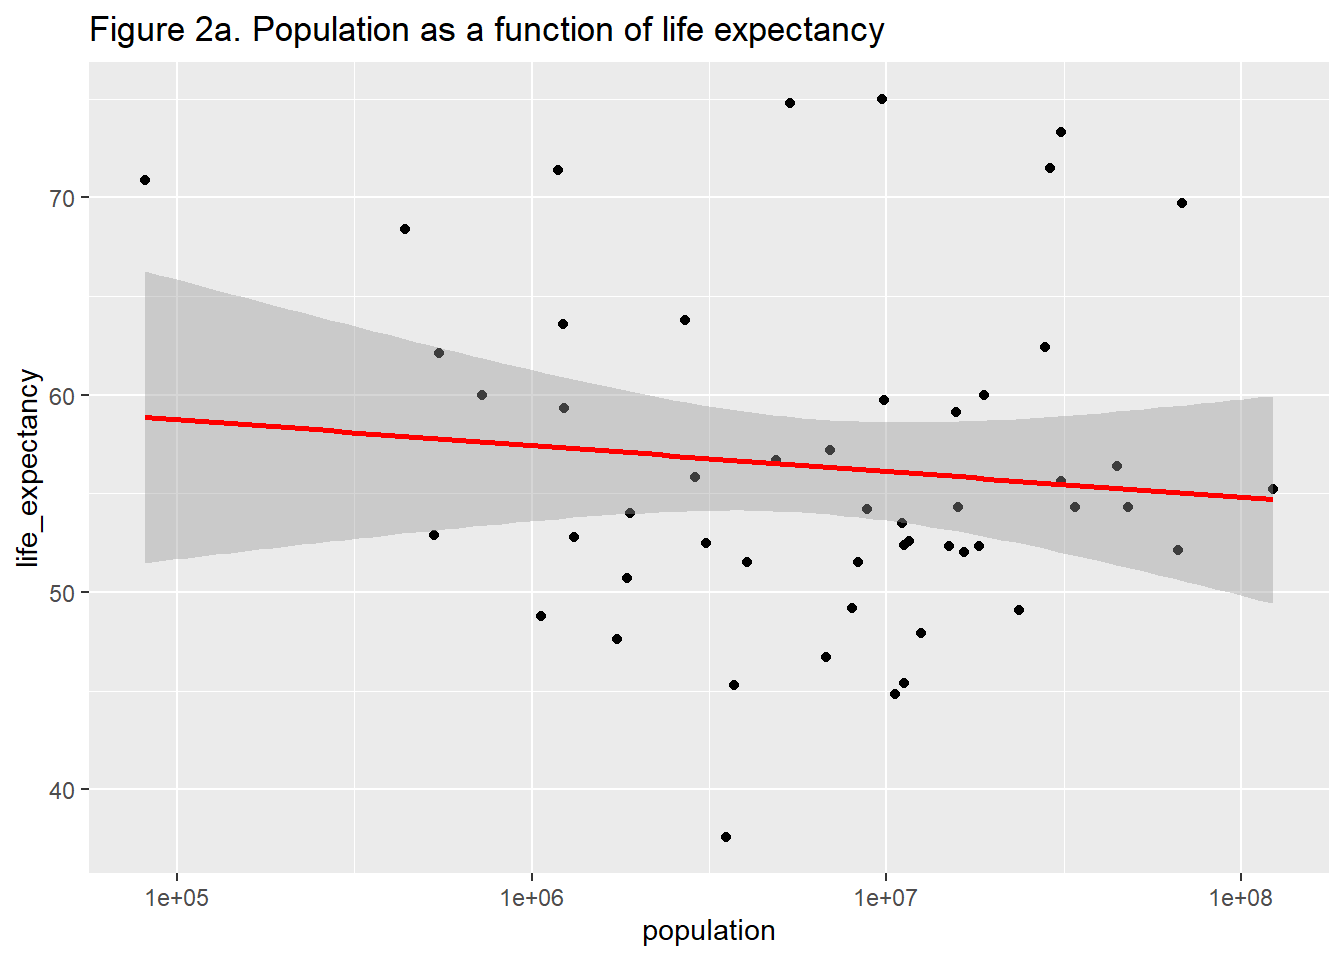 Figure 2a. Population as a function of life expectancy
life_expectancy
70
60
50
40
1e+05 1e+06 1e+07 1e+08
population